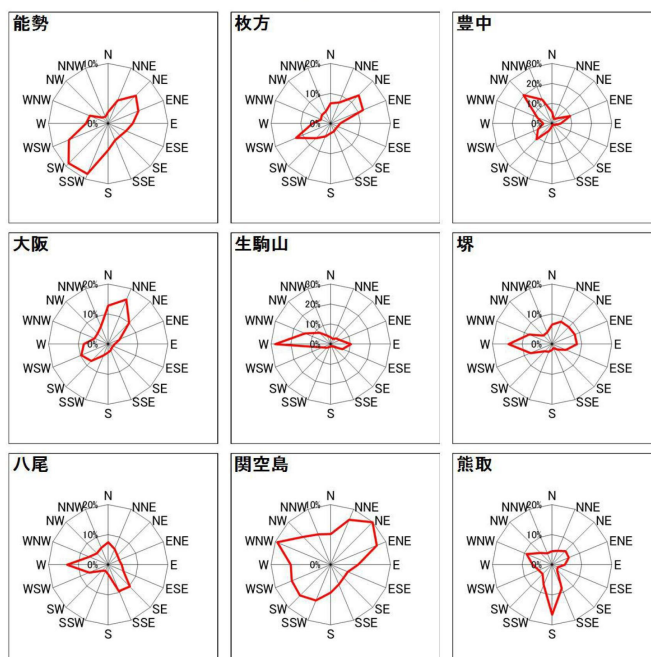 能勢
N
NNW
NNE
10%
NW
NE
WNW
ENE
W
0%
E
WSW
ESE
SW
SE
SSW
SSE
S
枚方
N
NNW
NNE
20%
NW
NE
10%
WNW
ENE
W
0%
E
WSW
ESE
SW
SE
SSW
SSE
S
豊中
N
NNW
NNE
30%
NW
NE
20%
WNW
10%
ENE
W
0%
E
WSW
ESE
SW
SE
SSW
SSE
S
大阪
N
NNW
NNE
20%
NW
NE
10%
WNW
ENE
W
0%
E
WSW
ESE
SW
SE
SSW
SSE
S
生駒山
N
NNW
NNE
30%
NW
NE
20%
WNW
10%
ENE
W
0%
E
WSW
ESE
SW
SE
SSW
SSE
S
堺
N
NNW
NNE
20%
NW
NE
10%
WNW
ENE
W
0%
E
WSW
ESE
SW
SE
SSW
SSE
S
八尾
N
NNW
NNE
20%
NW
NE
10%
WNW
ENE
W
0%
E
WSW
ESE
SW
SE
SSW
SSE
S
関空島
N
NNW
NNE
10%
NW
NE
WNW
ENE
W
0%
E
WSW
ESE
SW
SE
SSW
SSE
S
熊取
N
NNW
NNE
20%
NW
NE
10%
WNW
ENE
W
0%
E
WSW
ESE
SW
SE
SSW
SSE
S